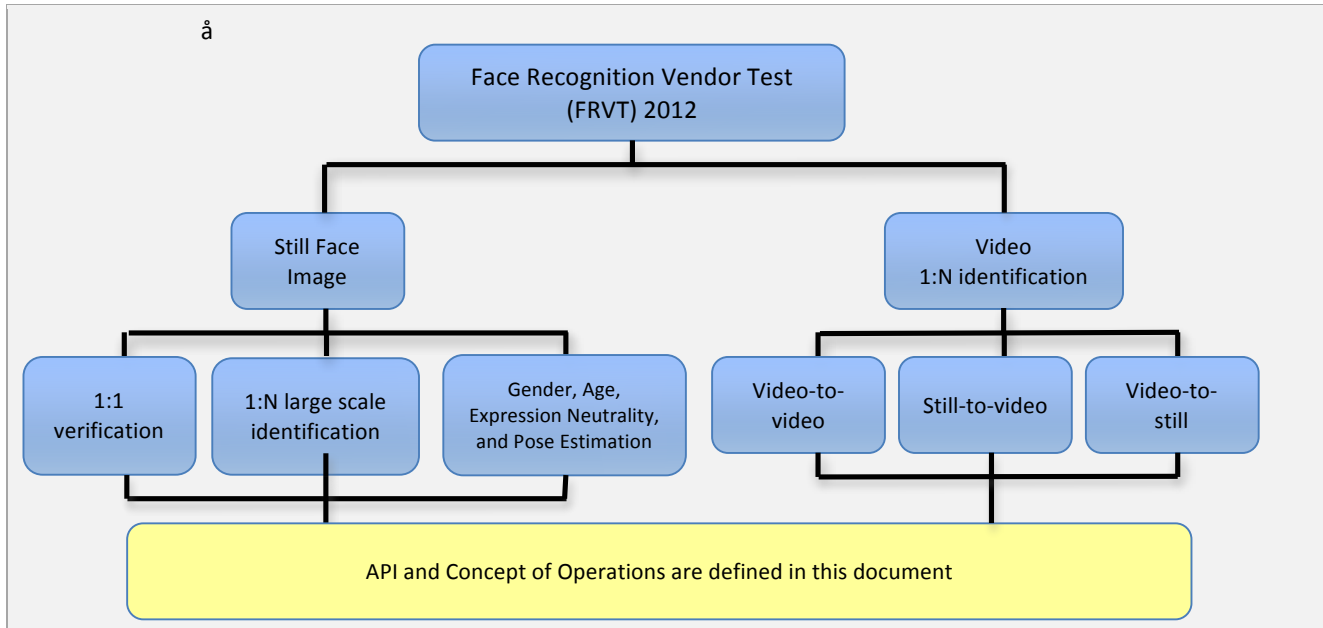 å
Face Recognition Vendor Test
(FRVT) 2012
Still Face
Image
Video
1:N identification
1:1
verification
1:N large scale
identification
Gender, Age,
Expression Neutrality,
and Pose Estimation
Video-to-
video
Still-to-video
Video-to-
still
API and Concept of Operations are defined in this document